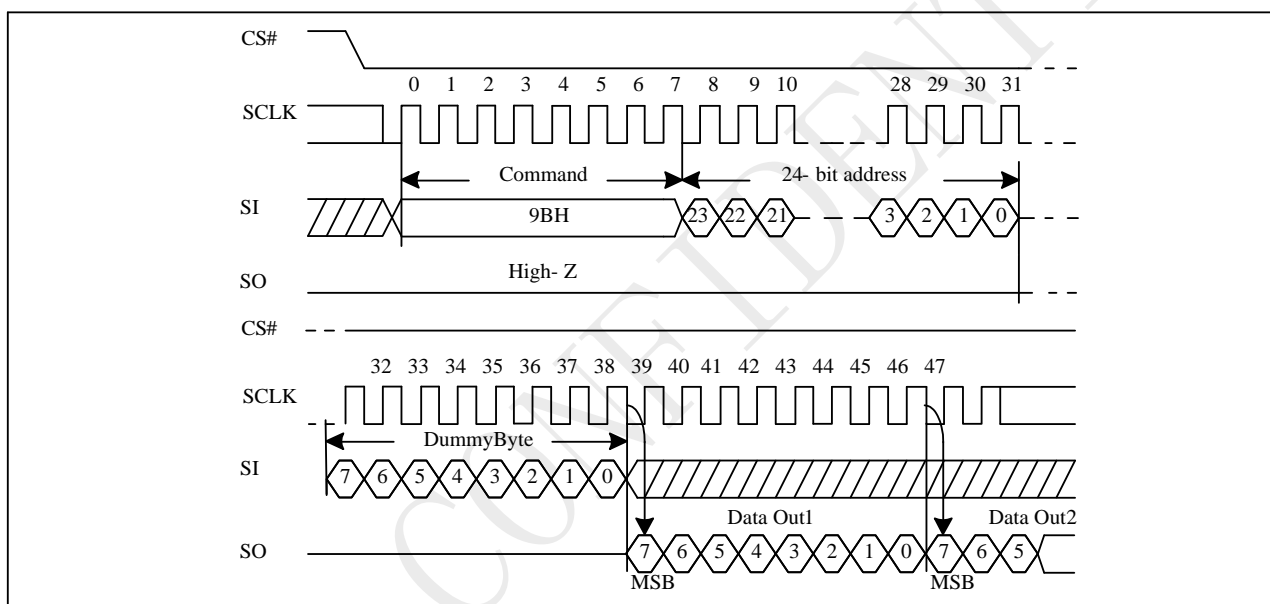 CS#
0 1 2 3 4 5 6 7 8 9 10 28 29 30 31
SCLK
Command 24- bit address
SI 9BH 23 22 21 3 2 1 0
SO High- Z
CS#
32 33 34 35 36 37 38 39 40 41 42 43 44 45 46 47
SCLK
DummyByte
SI 7 6 5 4 3 2 1 0
Data Out1 Data Out2
SO 7 6 5 4 3 2 1 0 7 6 5
MSB MSB
CONFIDENT